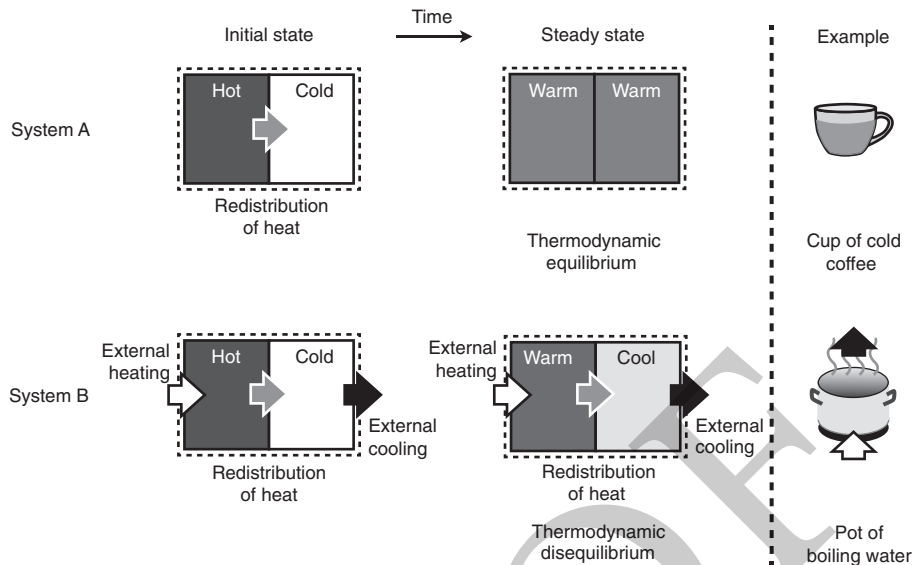 Time
Initial state
Steady state
Example
System A
Hot
Cold
Warm
Warm
Redistribution
of heat
Thermodynamic
equilibrium
Cup of cold
coffee
System B
External
heating
Hot
Cold
External
cooling
Redistribution
of heat
External
heating
Warm
Cool
External
cooling
Redistribution
of heat
Thermodynamic
disequilibrium
Pot of
boiling water